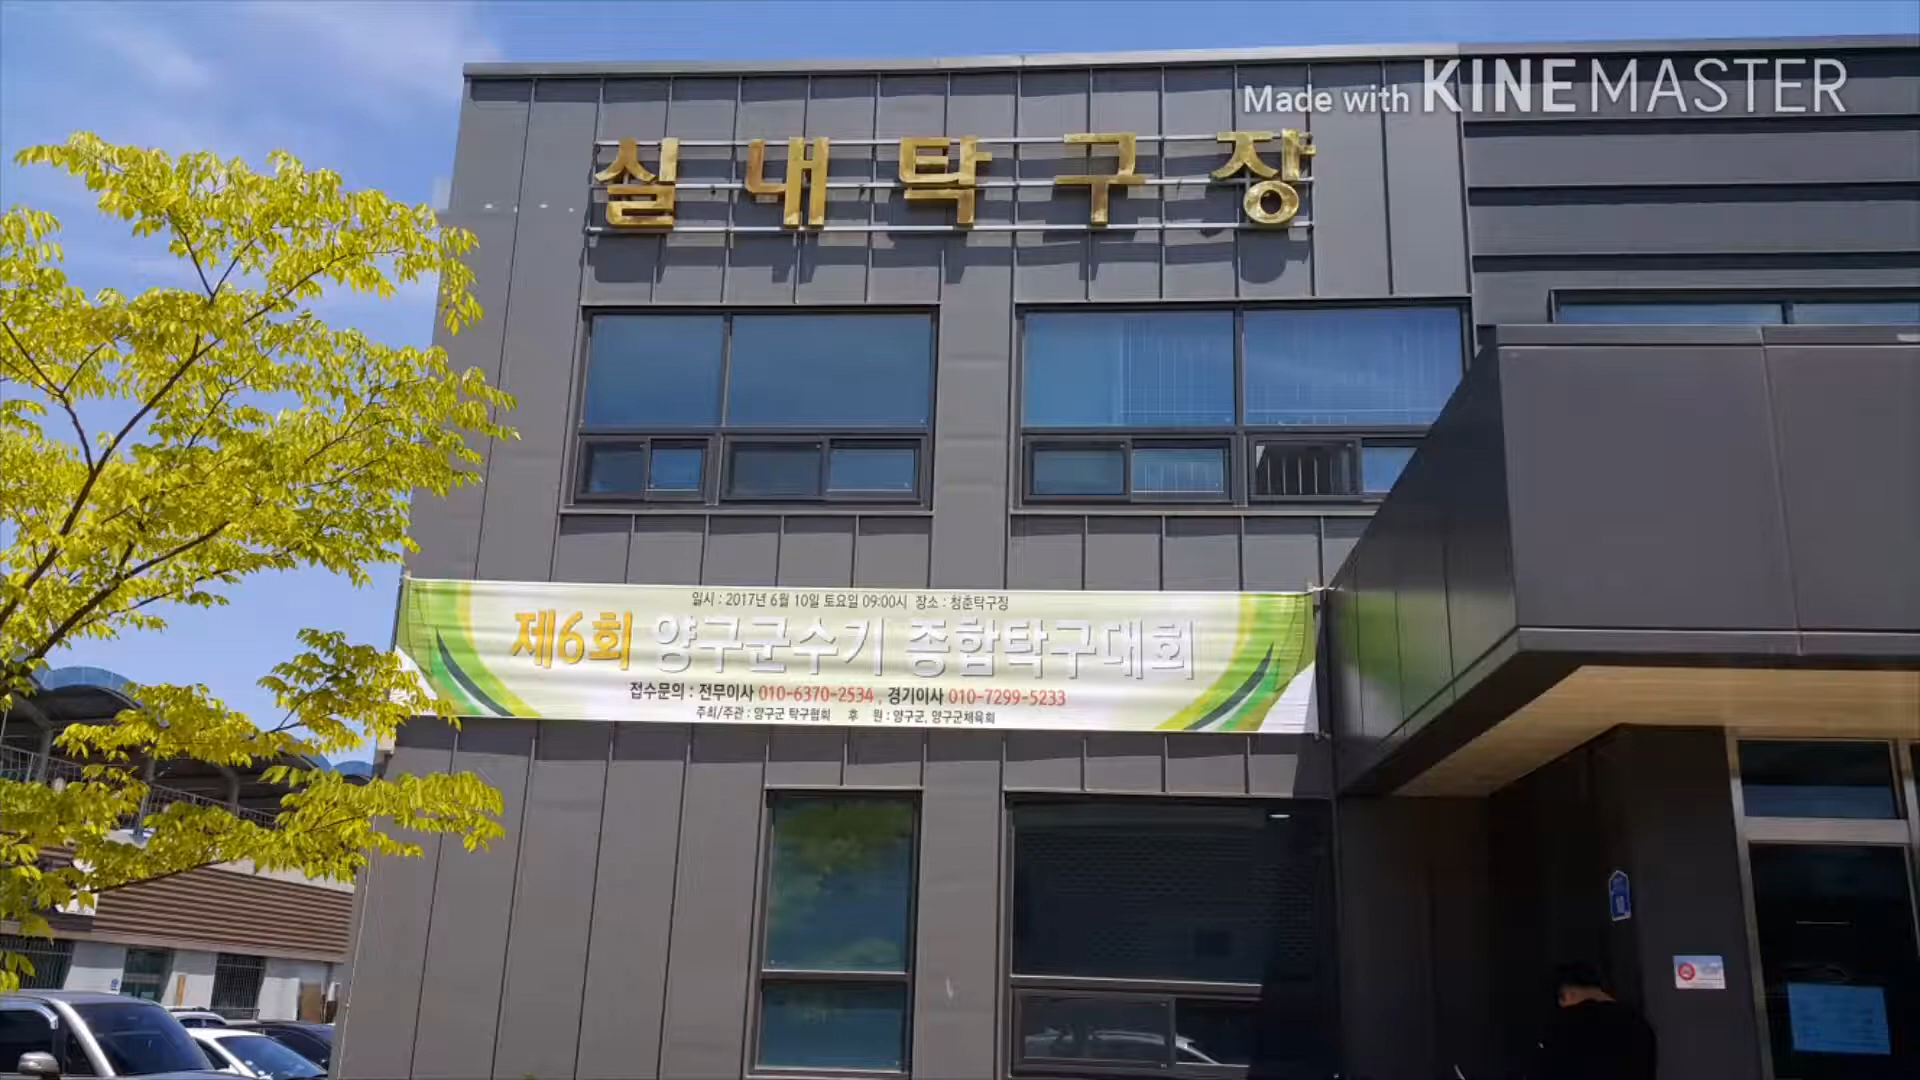 Made with KINEMASTER
실내탁구장
일시 : 2017년 6월 10일 토요일 09:00시 장소 : 청춘탁구장
제6회 양구군수기 종합탁구대회
접수문의 : 전무이사 010-6370-2534 , 경기이사 010-7299-5233
주최/주관 : 양구군 탁구협회 후 원 : 양구군, 양구군체육회